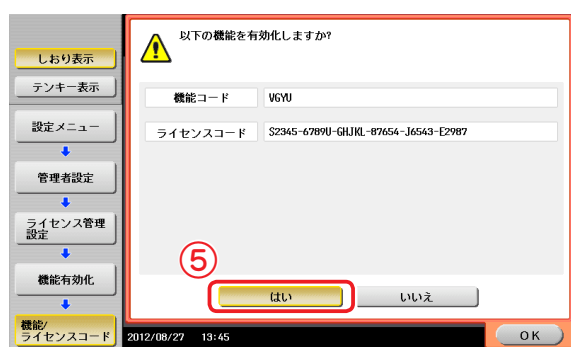 しおり表示
テンキー表示
設定メニュー
管理者設定
ライセンス管理
設定
機能有効化
機能/
ライセンスコード
以下の機能を有効化しますか?
機能コード VGYU
ライセンスコード S2345-6789U-GHJKL-87654-J6543-E2987
⑤
はい いいえ
2012/08/27 13:45
OK